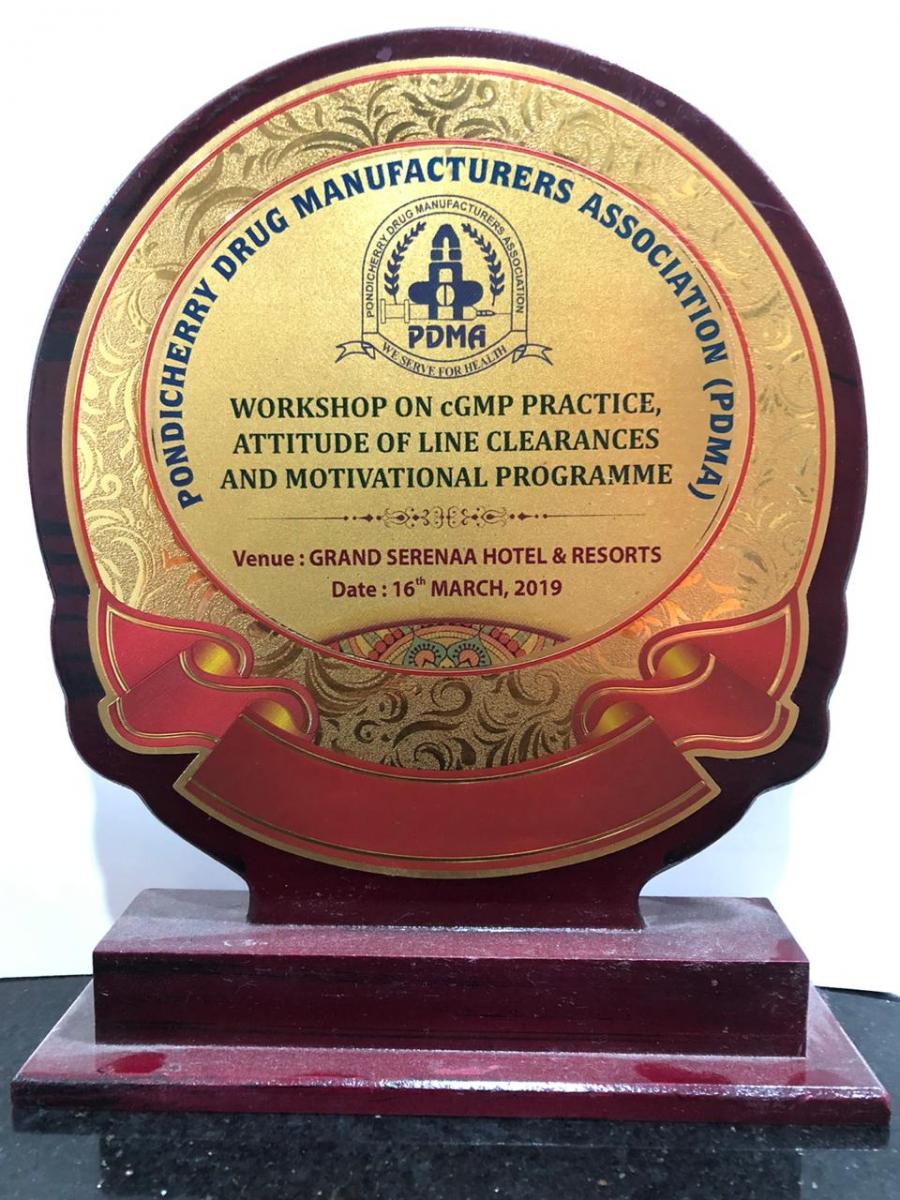 PONDICHERRY DRUG MANUFACTURERS ASSOCIATION (PDMA)
PONDICHERRY DRUG MANUFACTURERS ASSOCIATION
PDMA
WE SERVE FOR HEALTH
WORKSHOP ON cGMP PRACTICE,
ATTITUDE OF LINE CLEARANCES
AND MOTIVATIONAL PROGRAMME
Venue : GRAND SERENAA HOTEL & RESORTS
Date : 16th MARCH, 2019